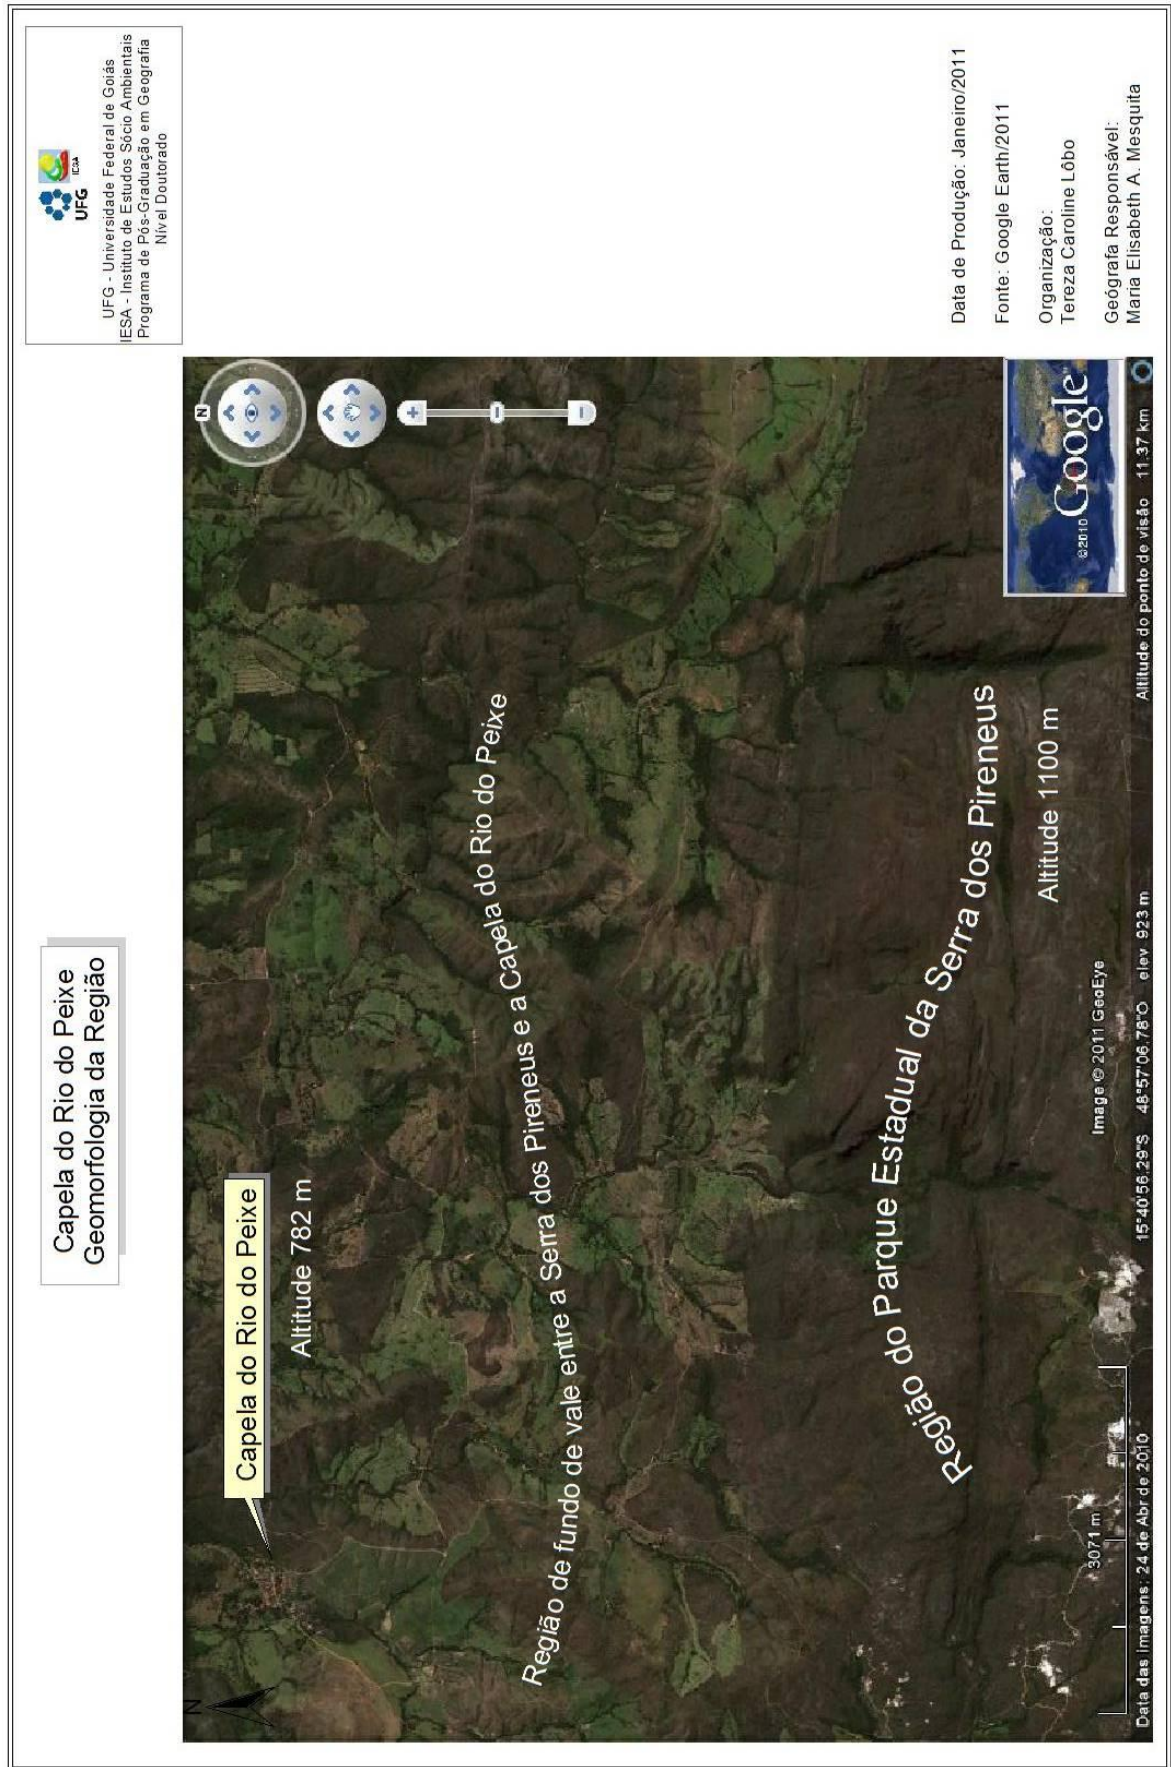 Capela do Rio do Peixe
Geomorfologia da Região
UFG
IESA
UFG - Universidade Federal de Goiás
IESA - Instituto de Estudos Sócio Ambientais
Programa de Pós-Graduação em Geografia
Nível Doutorado
N
Capela do Rio do Peixe
Altitude 782 m
N
Região de fundo de vale entre a Serra dos Pireneus e a Capela do Rio do Peixe
Região do Parque Estadual da Serra dos Pireneus
Altitude 1100 m
3071 m
Image © 2011 GeoEye
©2010 Google
Data das imagens: 24 de Abr de 2010 15°40'56.29"S 48°57'06.78"O elev 923 m Altitude do ponto de visão 11.37 km
Data de Produção: Janeiro/2011
Fonte: Google Earth/2011
Organização:
Tereza Caroline Lôbo
Geógrafa Responsável:
Maria Elisabeth A. Mesquita